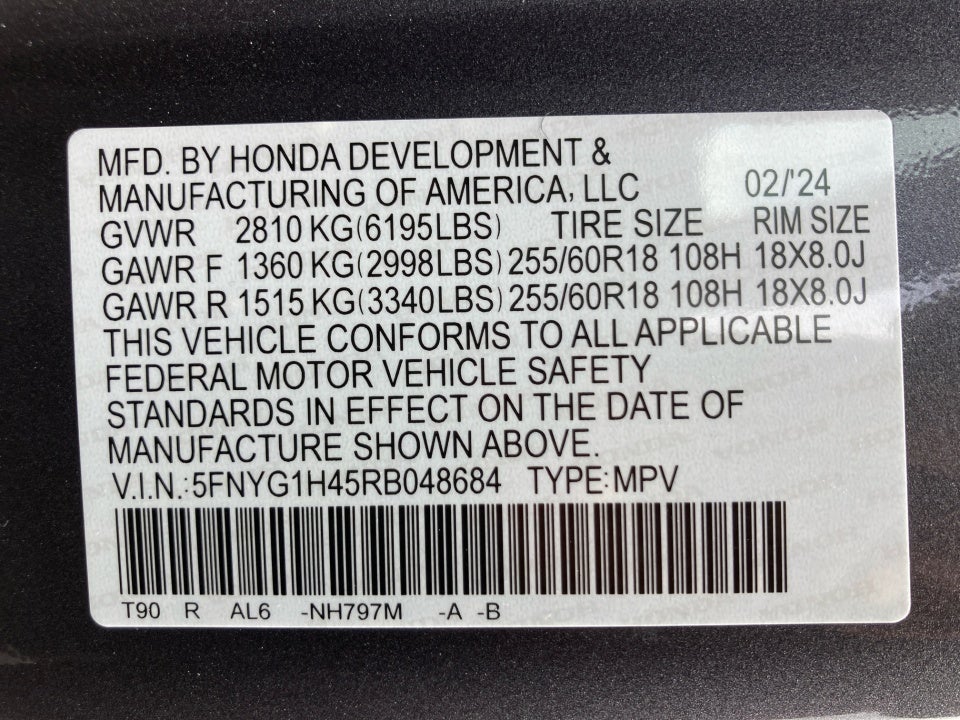 MFD. BY HONDA DEVELOPMENT &
MANUFACTURING OF AMERICA, LLC 02/'24
GVWR 2810 KG(6195LBS) TIRE SIZE RIM SIZE
GAWR F 1360 KG(2998LBS) 255/60R18 108H 18X8.0J
GAWR R 1515 KG(3340LBS) 255/60R18 108H 18X8.0J
THIS VEHICLE CONFORMS TO ALL APPLICABLE
FEDERAL MOTOR VEHICLE SAFETY
STANDARDS IN EFFECT ON THE DATE OF
MANUFACTURE SHOWN ABOVE.
V.I.N.:5FNYG1H45RB048684 TYPE:MPV
T90 R AL6 -NH797M -A -B